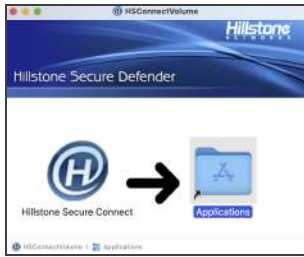 HSConnectVolume
Hillstone
NETWORKS
Hillstone Secure Defender
Hillstone Secure Connect
Applications
HSConnectVolume › Applications